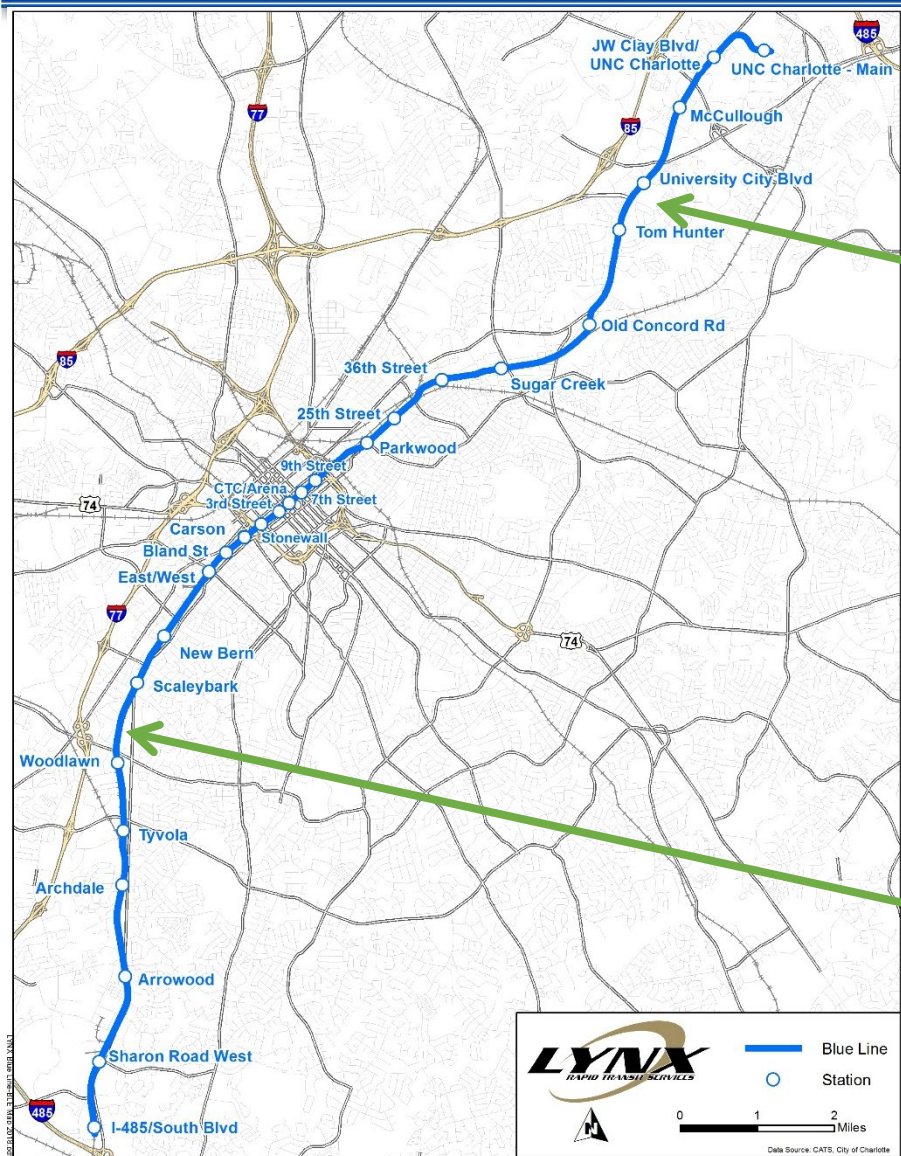 485
JW Clay Blvd/
UNC Charlotte
UNC Charlotte - Main
77
McCullough
85
University City Blvd
Tom Hunter
Old Concord Rd
85
36th Street
Sugar Creek
25th Street
Parkwood
9th Street
CTC/Arena
7th Street
3rd Street
74
Carson
Stonewall
Bland St
East/West
77
74
New Bern
Scaleybark
Woodlawn
Tyvola
Archdale
Arrowood
Sharon Road West
485
I-485/South Blvd
LYNX
RAPID TRANSIT SERVICES
Blue Line
Station
N
0 1 2
Miles
Data Source: CATS, City of Charlotte